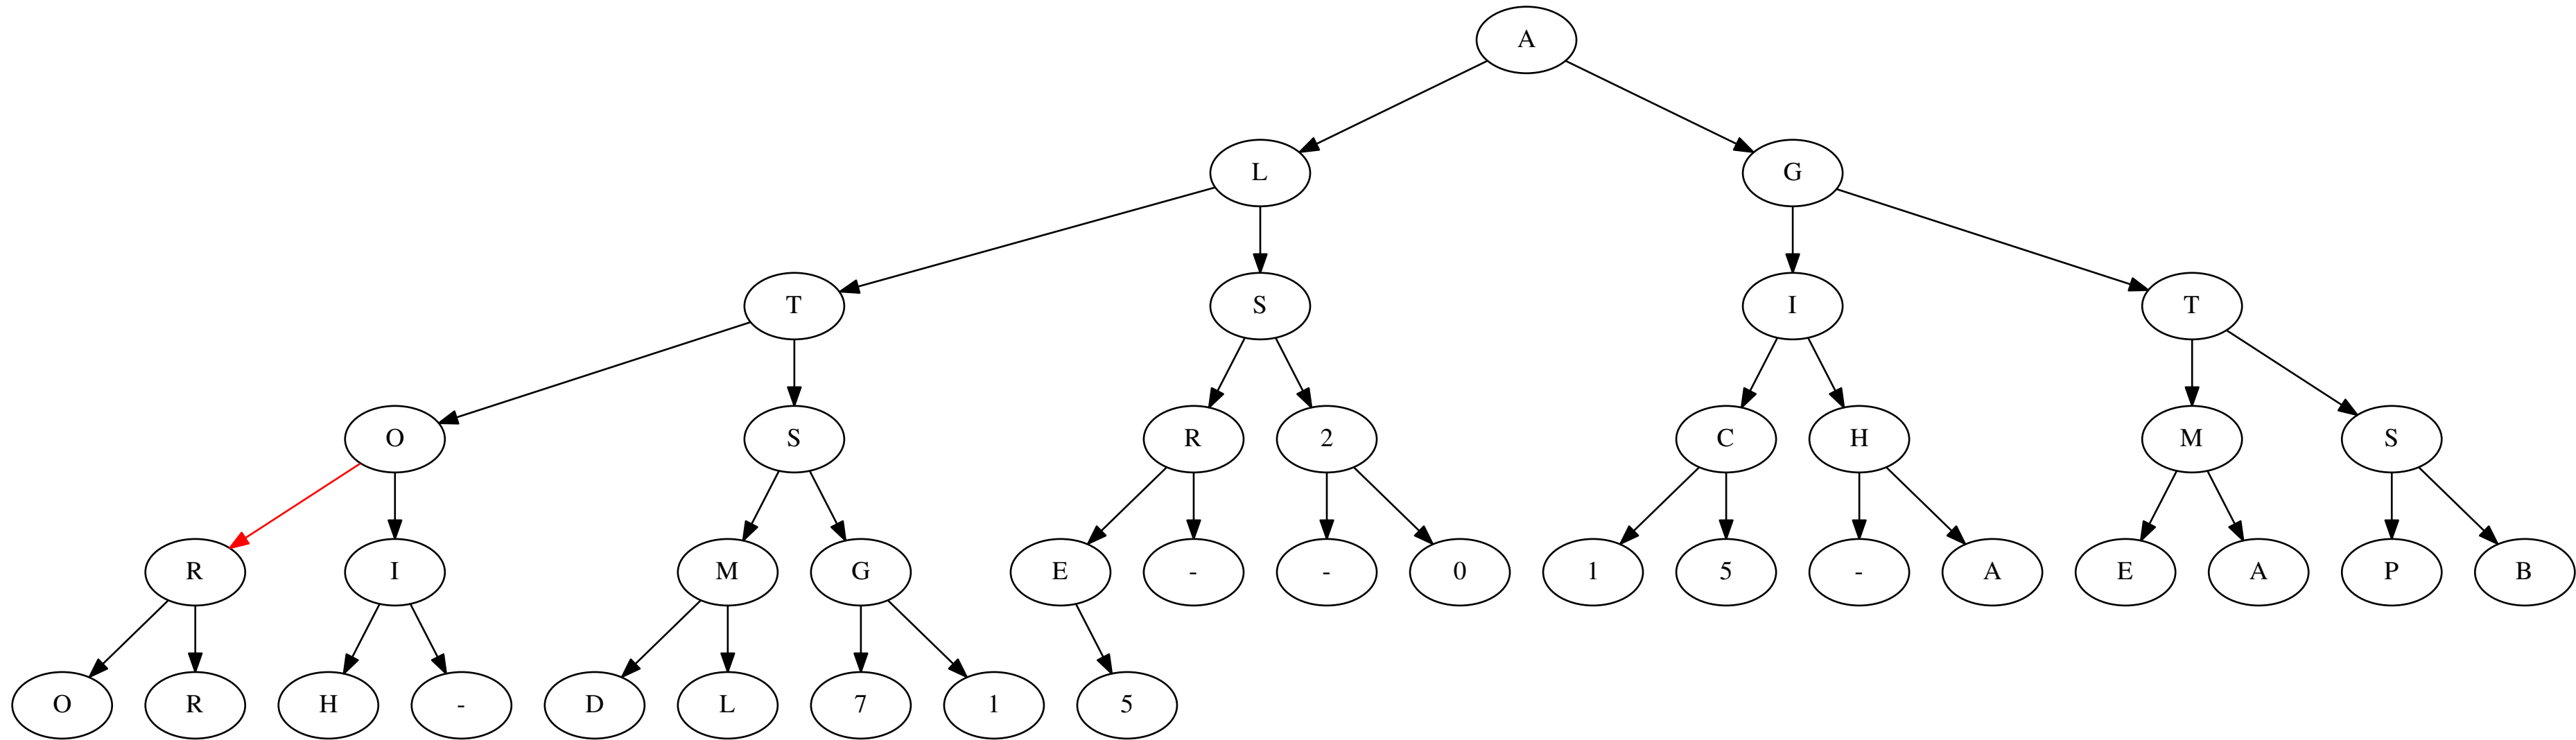 A
L G
T S I T
O S R 2 C H M S
R I M G E - - 0 1 5 - A E A P B
O R H - D L 7 1 5